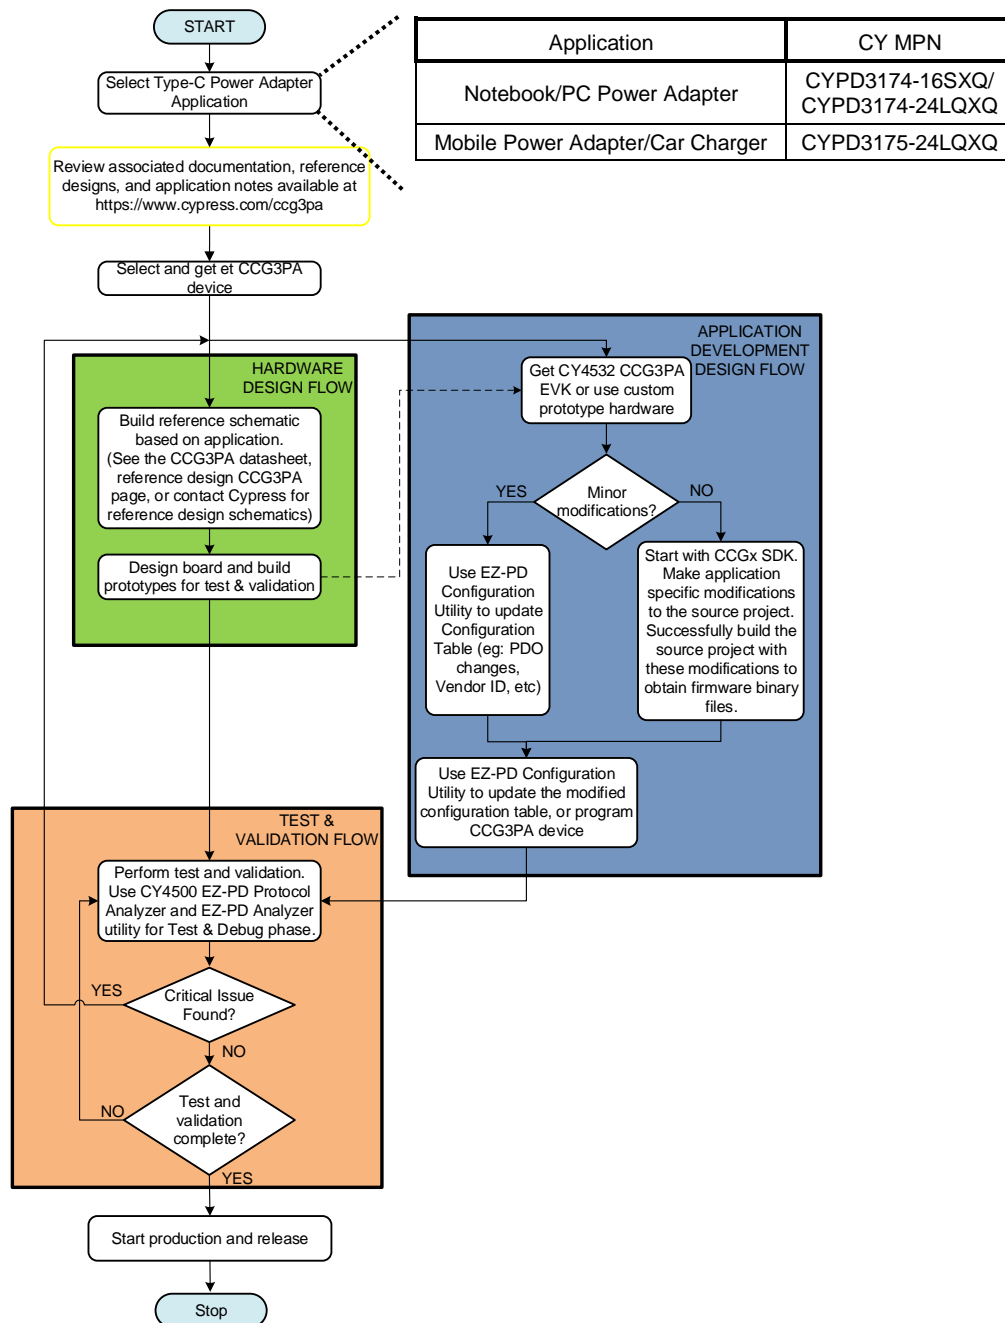 START
Select Type-C Power Adapter
Application
Application
CY MPN
Notebook/PC Power Adapter
CYPD3174-16SXQ/
CYPD3174-24LQXQ
Mobile Power Adapter/Car Charger
CYPD3175-24LQXQ
Review associated documentation, reference
designs, and application notes available at
https://www.cypress.com/ccg3pa
Select and get et CCG3PA
device
HARDWARE
DESIGN FLOW
Build reference schematic
based on application.
(See the CCG3PA datasheet,
reference design CCG3PA
page, or contact Cypress for
reference design schematics)
Design board and build
prototypes for test & validation
APPLICATION
DEVELOPMENT
DESIGN FLOW
Get CY4532 CCG3PA
EVK or use custom
prototype hardware
Minor
modifications?
YES
NO
Use EZ-PD
Configuration
Utility to update
Configuration
Table (eg: PDO
changes,
Vendor ID, etc)
Start with CCGx SDK.
Make application
specific modifications
to the source project.
Successfully build the
source project with
these modifications to
obtain firmware binary
files.
Use EZ-PD Configuration
Utility to update the modified
configuration table, or program
CCG3PA device
TEST &
VALIDATION FLOW
Perform test and validation.
Use CY4500 EZ-PD Protocol
Analyzer and EZ-PD Analyzer
utility for Test & Debug phase.
YES
Critical Issue
Found?
NO
NO
Test and
validation
complete?
YES
Start production and release
Stop